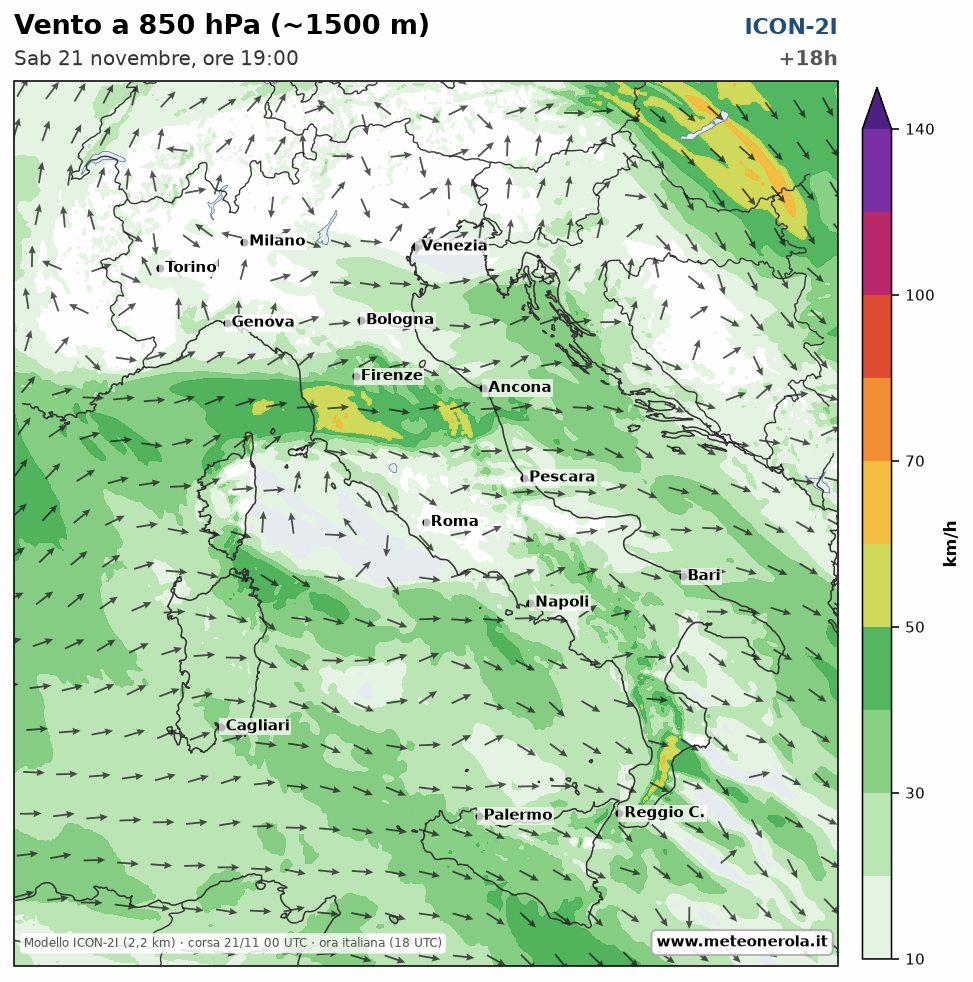 Vento a 850 hPa (~1500 m)
ICON-2I
Sab 21 novembre, ore 19:00
+18h
Milano
Venezia
Torino
Genova
Bologna
Firenze
Ancona
Pescara
Roma
Bari
Napoli
Cagliari
Palermo
Reggio C.
140
100
70
50
30
10
km/h
Modello ICON-2I (2,2 km) · corsa 21/11 00 UTC · ora italiana (18 UTC)
www.meteonerola.it